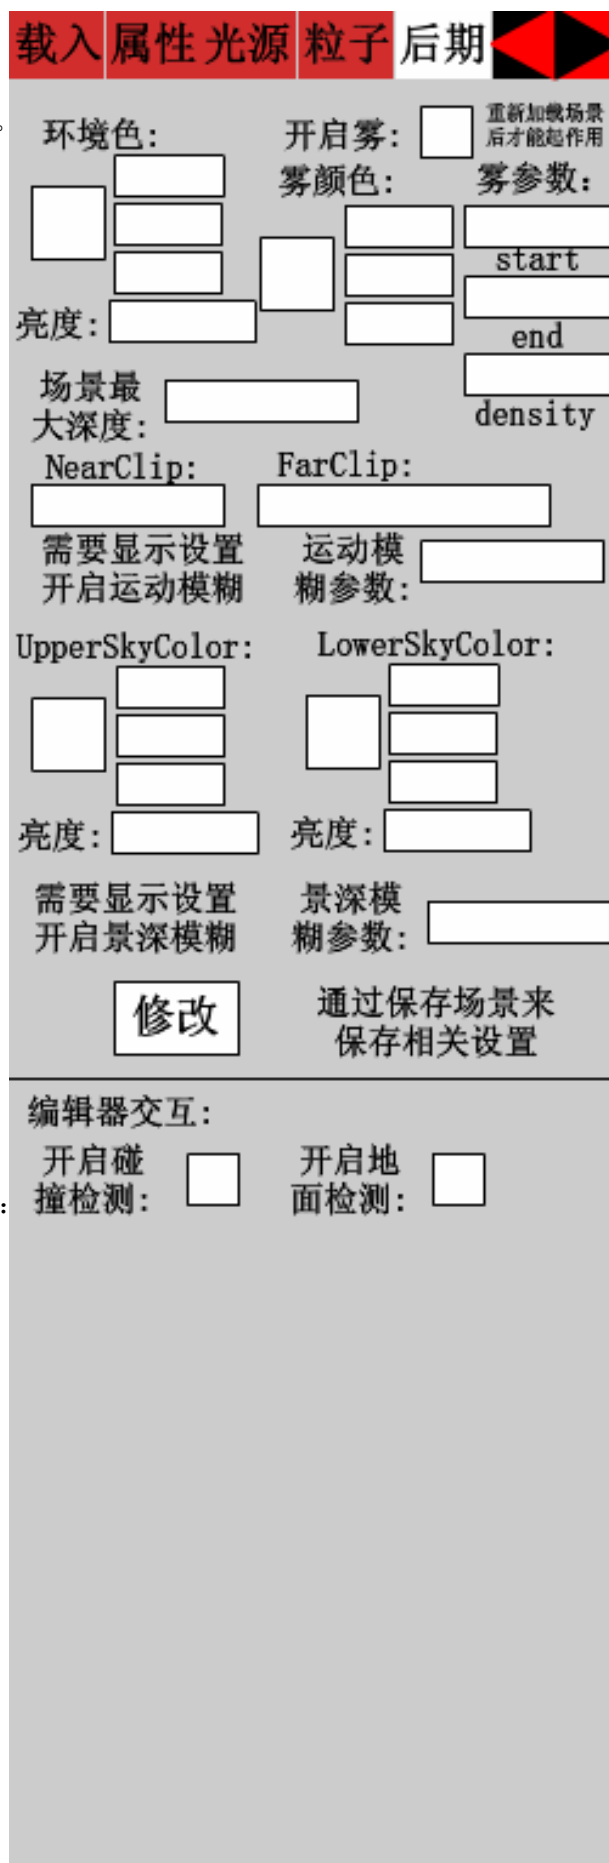 载入 属性 光源 粒子 后期
环境色:
开启雾:
重新加载场景
后才能起作用
雾颜色:
雾参数:
start
亮度:
end
场景最
大深度:
density
NearClip:
FarClip:
需要显示设置
开启运动模糊
运动模
糊参数:
UpperSkyColor:
LowerSkyColor:
亮度:
亮度:
需要显示设置
开启景深模糊
景深模
糊参数:
修改
通过保存场景来
保存相关设置
编辑器交互:
开启碰
撞检测:
开启地
面检测: